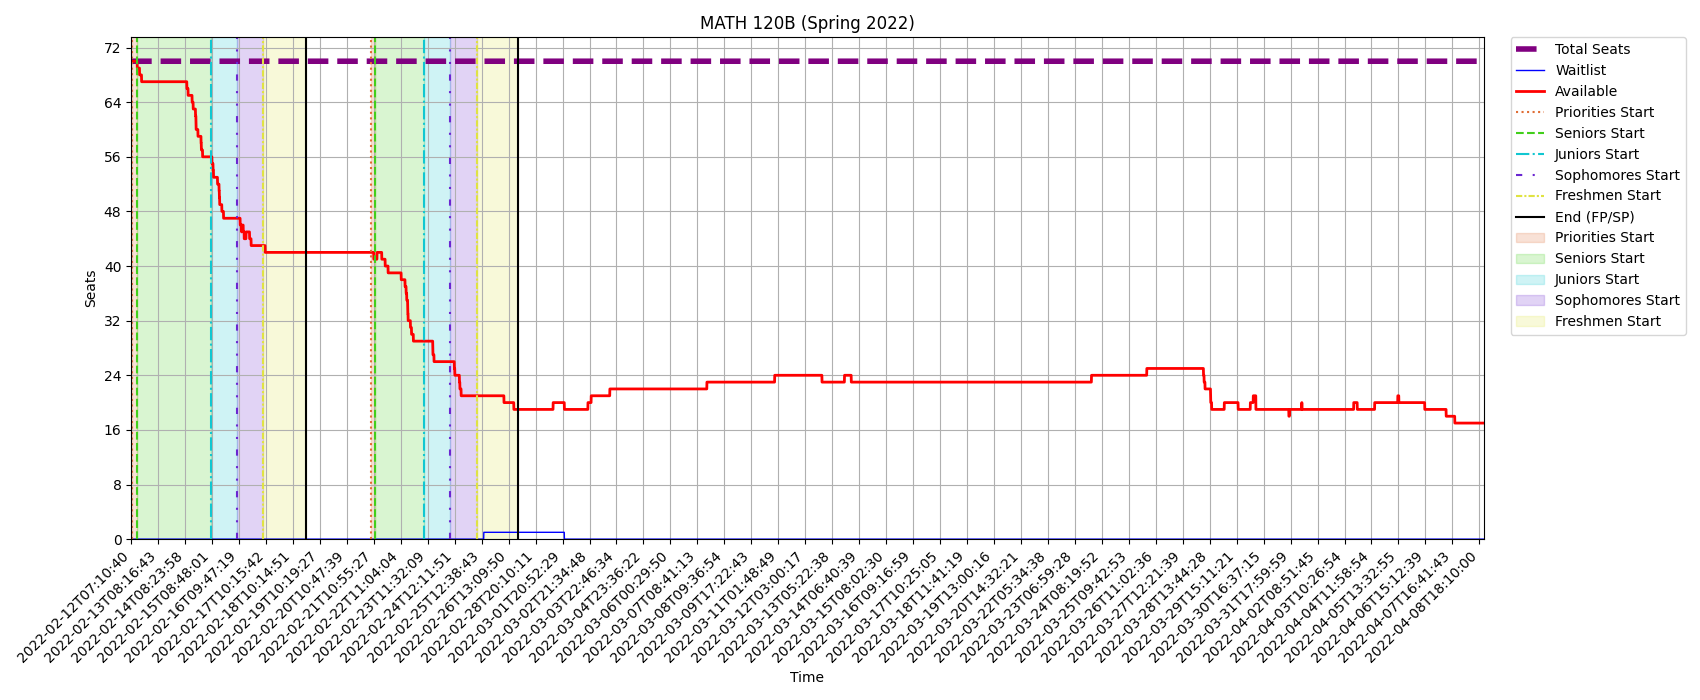 MATH 120B (Spring 2022)
72
64
56
48
40
32
24
16
8
0
Seats
2022-02-12T07:10:40
2022-02-13T08:16:43
2022-02-14T08:23:58
2022-02-15T08:48:01
2022-02-16T09:47:19
2022-02-17T10:15:42
2022-02-18T10:14:51
2022-02-19T10:19:27
2022-02-20T10:47:39
2022-02-21T10:55:27
2022-02-22T11:04:04
2022-02-23T11:32:09
2022-02-24T12:11:51
2022-02-25T12:38:43
2022-02-26T13:09:50
2022-02-28T20:10:11
2022-03-01T20:52:29
2022-03-02T21:34:48
2022-03-03T22:46:34
2022-03-04T23:36:22
2022-03-06T00:29:50
2022-03-07T08:41:13
2022-03-08T09:36:54
2022-03-09T17:22:43
2022-03-11T01:48:49
2022-03-12T03:00:17
2022-03-13T05:22:38
2022-03-14T06:40:39
2022-03-15T08:02:30
2022-03-16T09:16:59
2022-03-17T10:25:05
2022-03-18T11:41:19
2022-03-19T13:00:16
2022-03-20T14:32:21
2022-03-22T05:34:38
2022-03-23T06:59:28
2022-03-24T08:19:52
2022-03-25T09:42:53
2022-03-26T11:02:36
2022-03-27T12:21:39
2022-03-28T13:44:28
2022-03-29T15:11:21
2022-03-30T16:37:15
2022-03-31T17:59:59
2022-04-02T08:51:45
2022-04-03T10:26:54
2022-04-04T11:58:54
2022-04-05T13:32:55
2022-04-06T15:12:39
2022-04-07T16:41:43
2022-04-08T18:10:00
Time
Total Seats
Waitlist
Available
Priorities Start
Seniors Start
Juniors Start
Sophomores Start
Freshmen Start
End (FP/SP)
Priorities Start
Seniors Start
Juniors Start
Sophomores Start
Freshmen Start